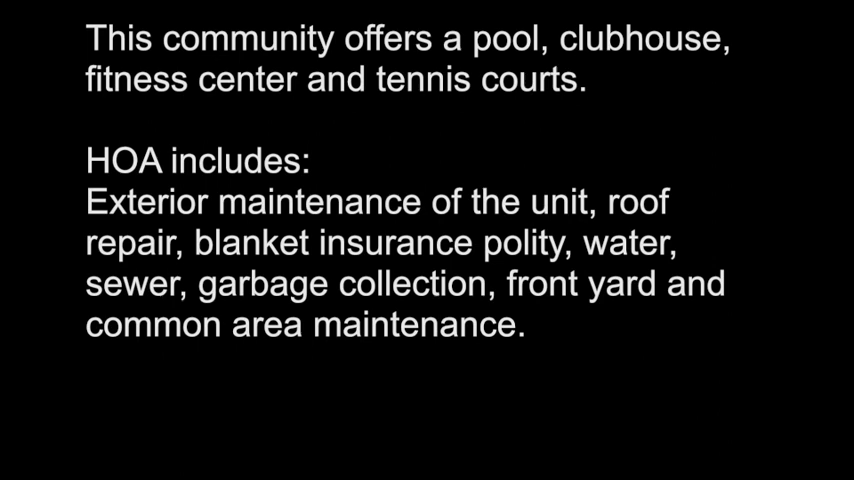 This community offers a pool, clubhouse,
fitness center and tennis courts.
HOA includes:
Exterior maintenance of the unit, roof
repair, blanket insurance polity, water,
sewer, garbage collection, front yard and
common area maintenance.